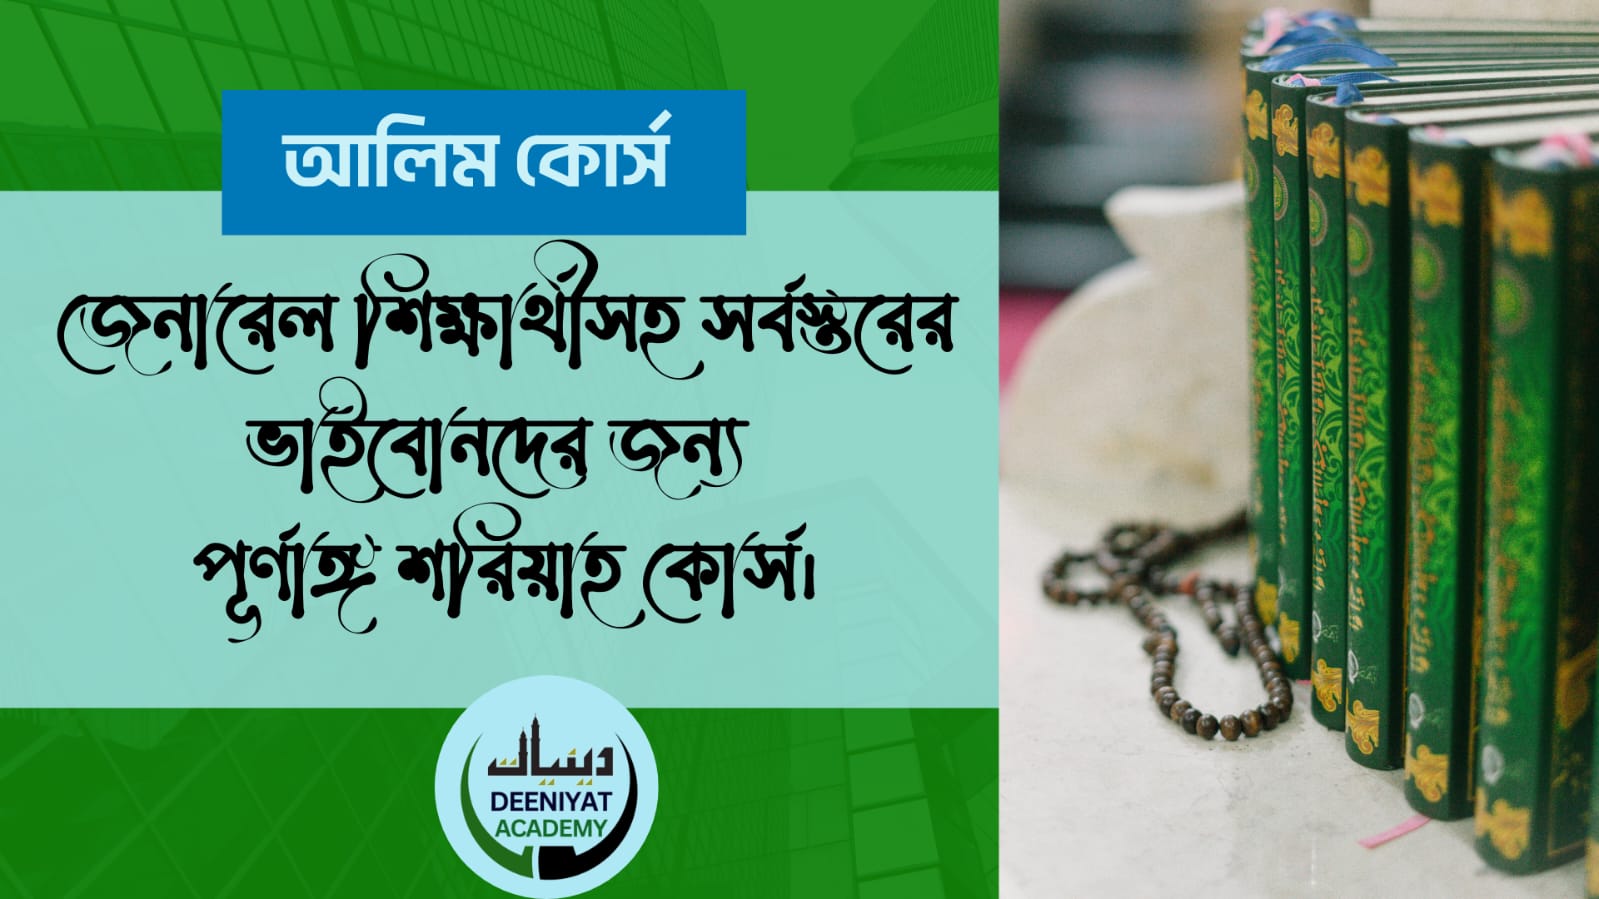 আলিম কোর্স
জেনারেল শিক্ষার্থীসহ সর্বস্তরের
ভাইবোনদের জন্য
পূর্ণাঙ্গ শরিয়াহ কোর্স।
دينيات
DEENIYAT
ACADEMY